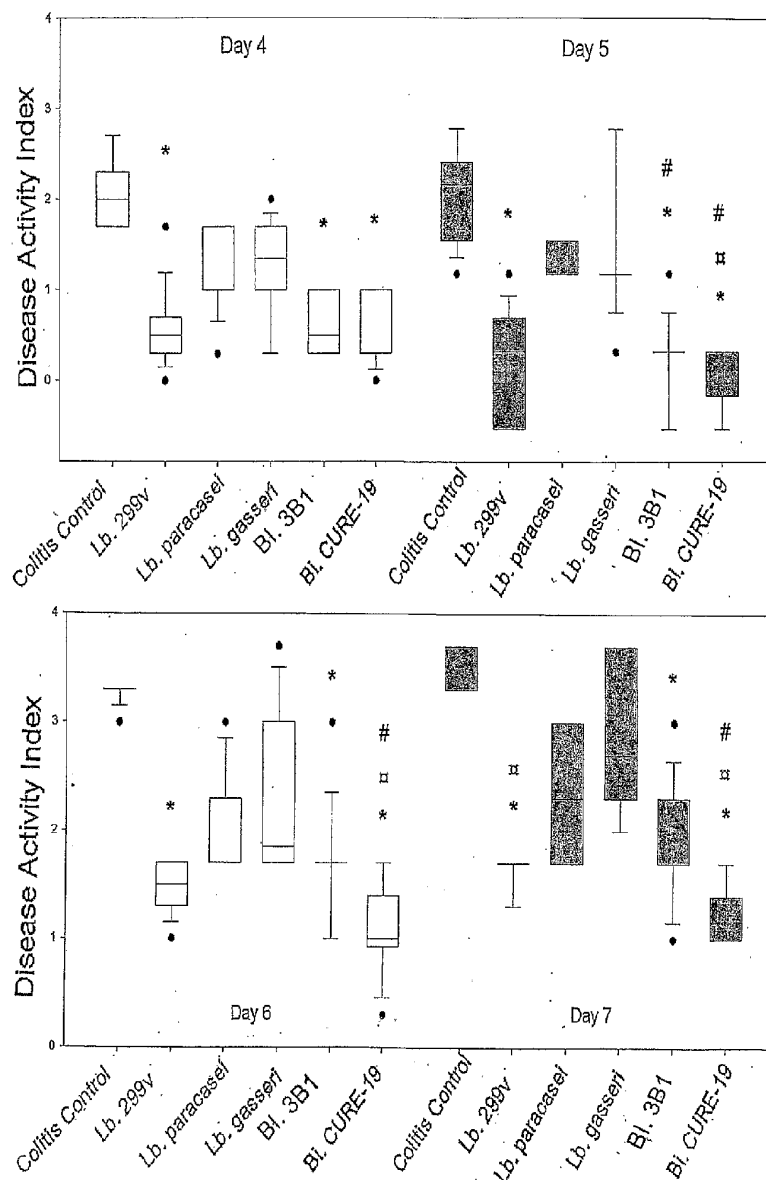 4
Day 4
Day 5
3
2
1
0
Disease Activity Index
*
*
*
*
*
#
*
#
¤
*
Colitis Control
Lb. 299v
Lb. paracasei
Lb. gasseri
Bl. 3B1
Bl. CURE-19
Colitis Control
Lb. 299v
Lb. paracasei
Lb. gasseri
Bl. 3B1
Bl. CURE-19
4
3
2
1
0
Disease Activity Index
*
*
#
¤
*
¤
*
*
#
¤
*
Day 6
Day 7
Colitis Control
Lb. 299v
Lb. paracasei
Lb. gasseri
Bl. 3B1
Bl. CURE-19
Colitis Control
Lb. 299v
Lb. paracasei
Lb. gasseri
Bl. 3B1
Bl. CURE-19